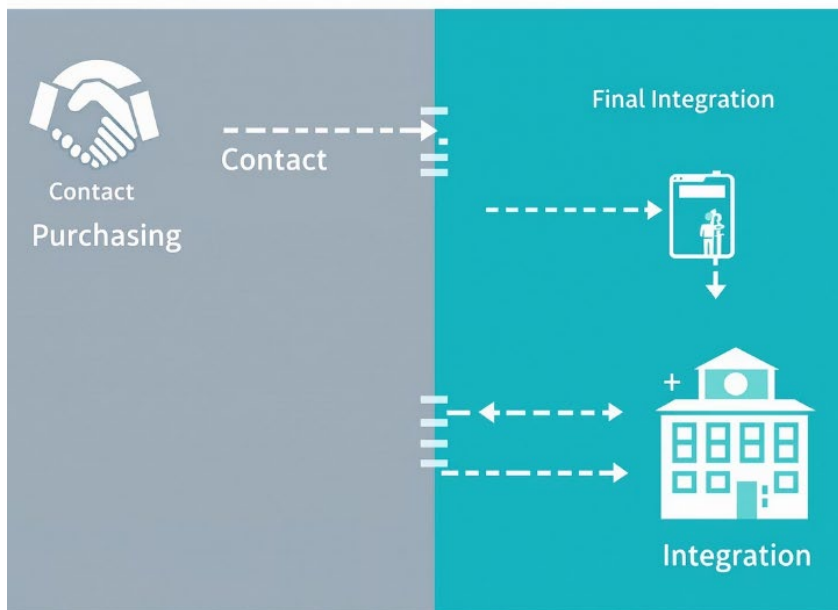 Contact
Purchasing
Contact
Final Integration
Integration